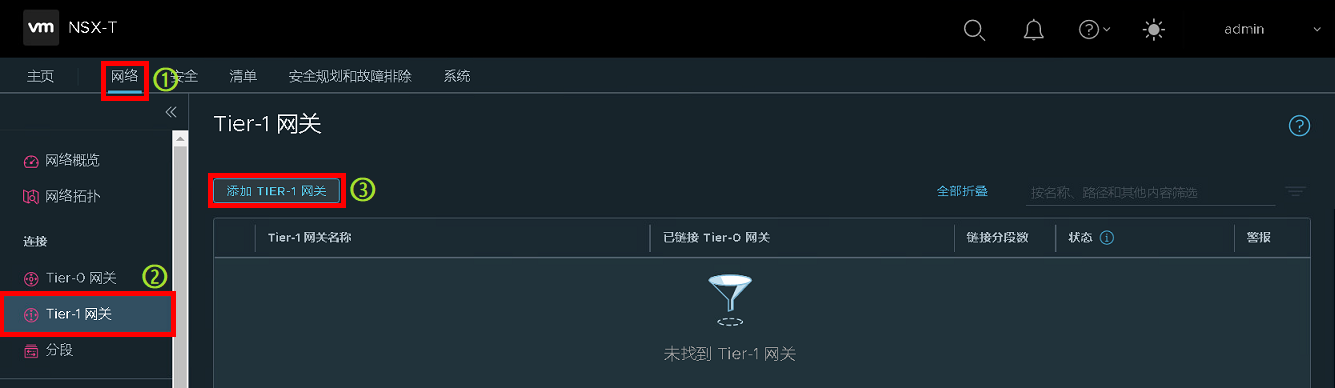 vm NSX-T admin
主页 网络 ① 安全 清单 安全规划和故障排除 系统
Tier-1 网关
网络概览
网络拓扑
添加 TIER-1 网关 ③ 全部折叠 按名称、路径和其他内容筛选
连接
Tier-1 网关名称 已链接 Tier-0 网关 链接分段数 状态 警报
Tier-0 网关 ②
Tier-1 网关
分段
未找到 Tier-1 网关